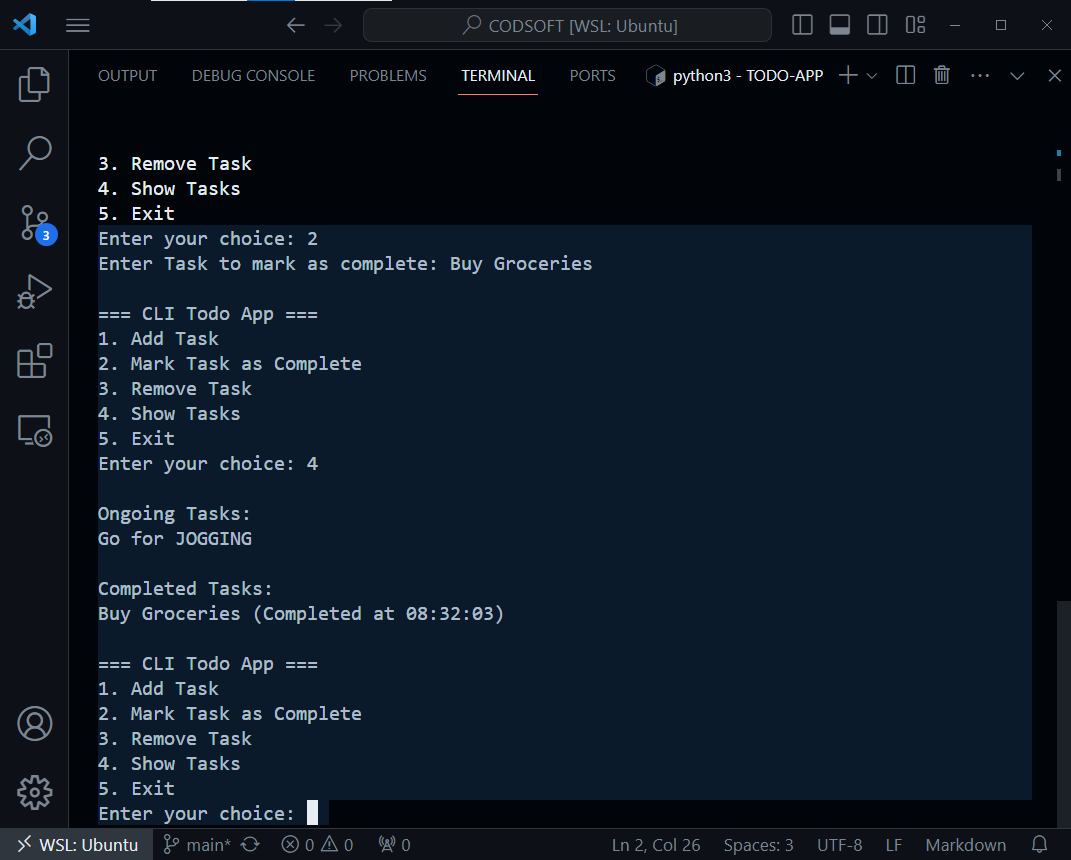 CODSOFT [WSL: Ubuntu]
OUTPUT DEBUG CONSOLE PROBLEMS TERMINAL PORTS python3 - TODO-APP
3. Remove Task
4. Show Tasks
5. Exit
Enter your choice: 2
Enter Task to mark as complete: Buy Groceries
=== CLI Todo App ===
1. Add Task
2. Mark Task as Complete
3. Remove Task
4. Show Tasks
5. Exit
Enter your choice: 4
Ongoing Tasks:
Go for JOGGING
Completed Tasks:
Buy Groceries (Completed at 08:32:03)
=== CLI Todo App ===
1. Add Task
2. Mark Task as Complete
3. Remove Task
4. Show Tasks
5. Exit
Enter your choice:
3
WSL: Ubuntu main* 0 0 0 Ln 2, Col 26 Spaces: 3 UTF-8 LF Markdown